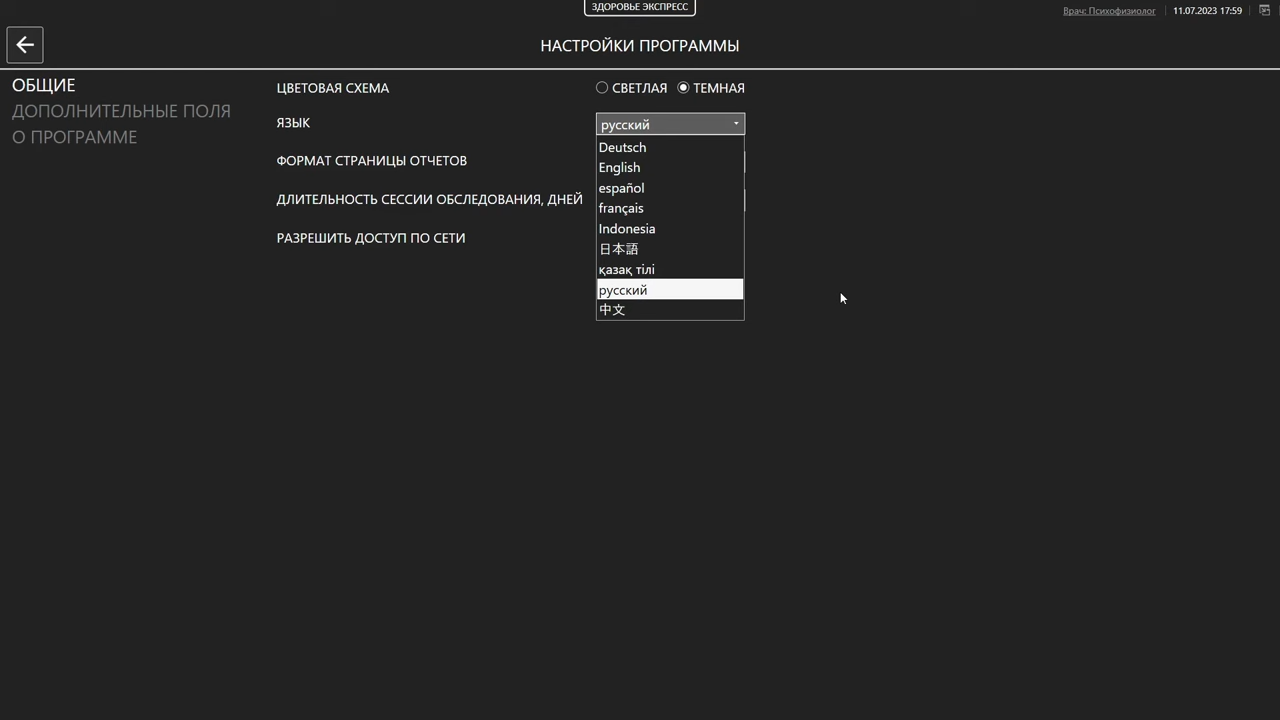 ЗДОРОВЬЕ ЭКСПРЕСС
Врач: Психофизиолог
11.07.2023 17:59
НАСТРОЙКИ ПРОГРАММЫ
ОБЩИЕ
ДОПОЛНИТЕЛЬНЫЕ ПОЛЯ
О ПРОГРАММЕ
ЦВЕТОВАЯ СХЕМА
СВЕТЛАЯ
ТЕМНАЯ
ЯЗЫК
русский
Deutsch
English
español
français
Indonesia
日本語
қазақ тілі
русский
中文
ФОРМАТ СТРАНИЦЫ ОТЧЕТОВ
ДЛИТЕЛЬНОСТЬ СЕССИИ ОБСЛЕДОВАНИЯ, ДНЕЙ
РАЗРЕШИТЬ ДОСТУП ПО СЕТИ